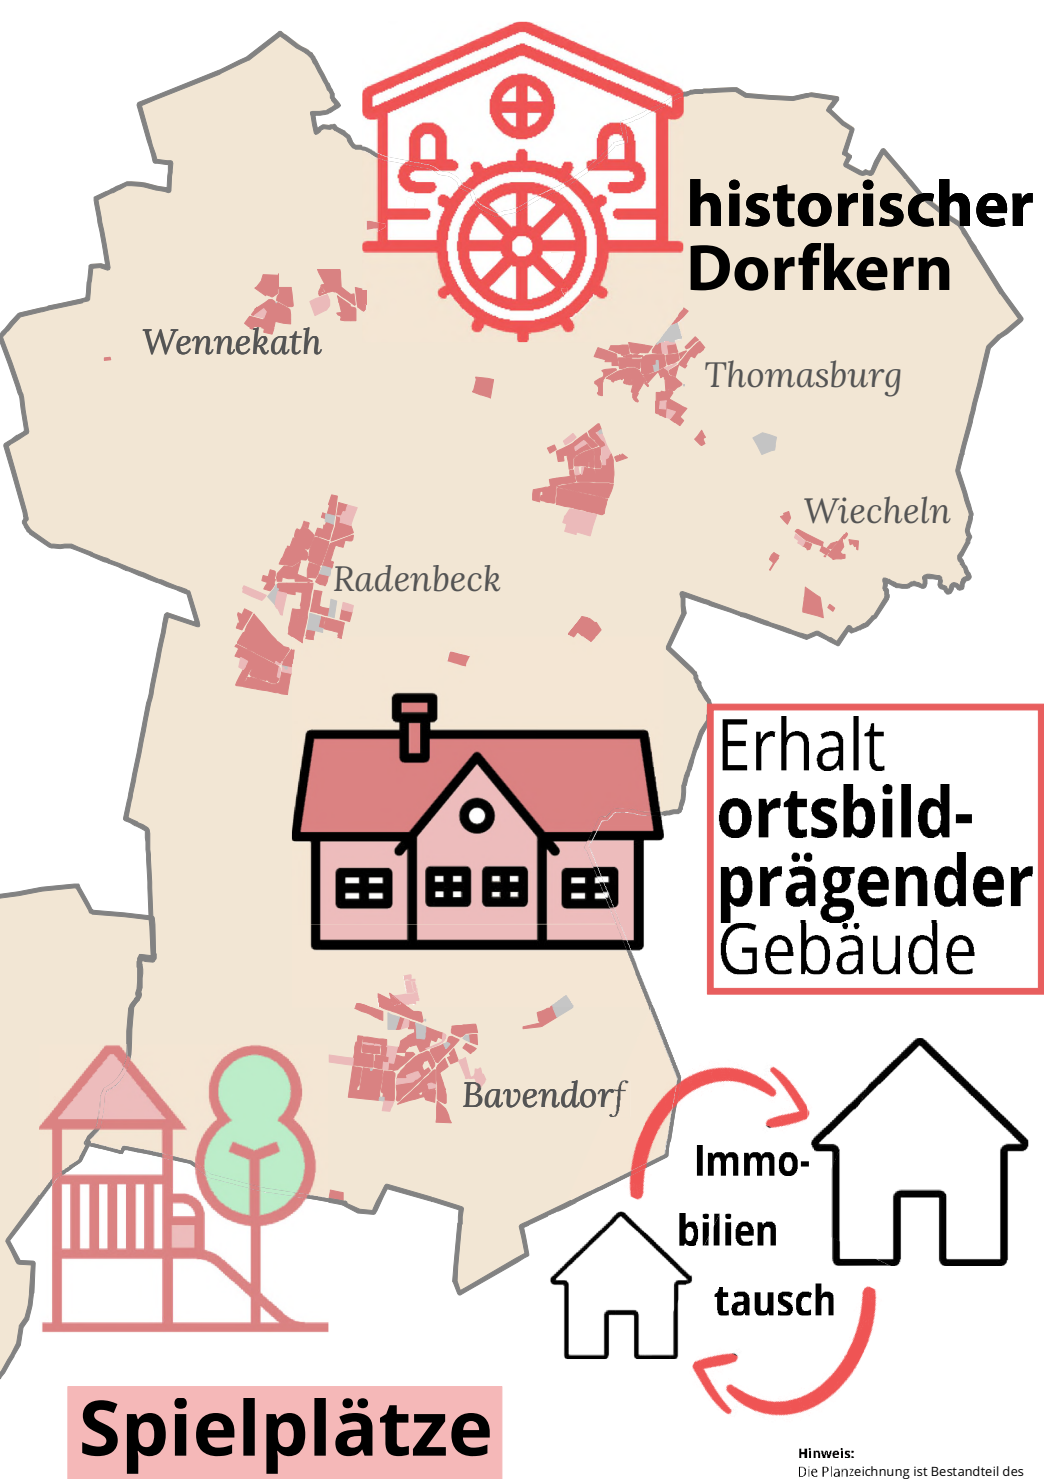 historischer
Dorfkern
Wennekath
Thomasburg
Wiecheln
Radenbeck
Erhalt
ortsbild-
prägender
Gebäude
Bavendorf
Immo-
bilien
tausch
Spielplätze
Hinweis:
Die Planzeichnung ist Bestandteil des